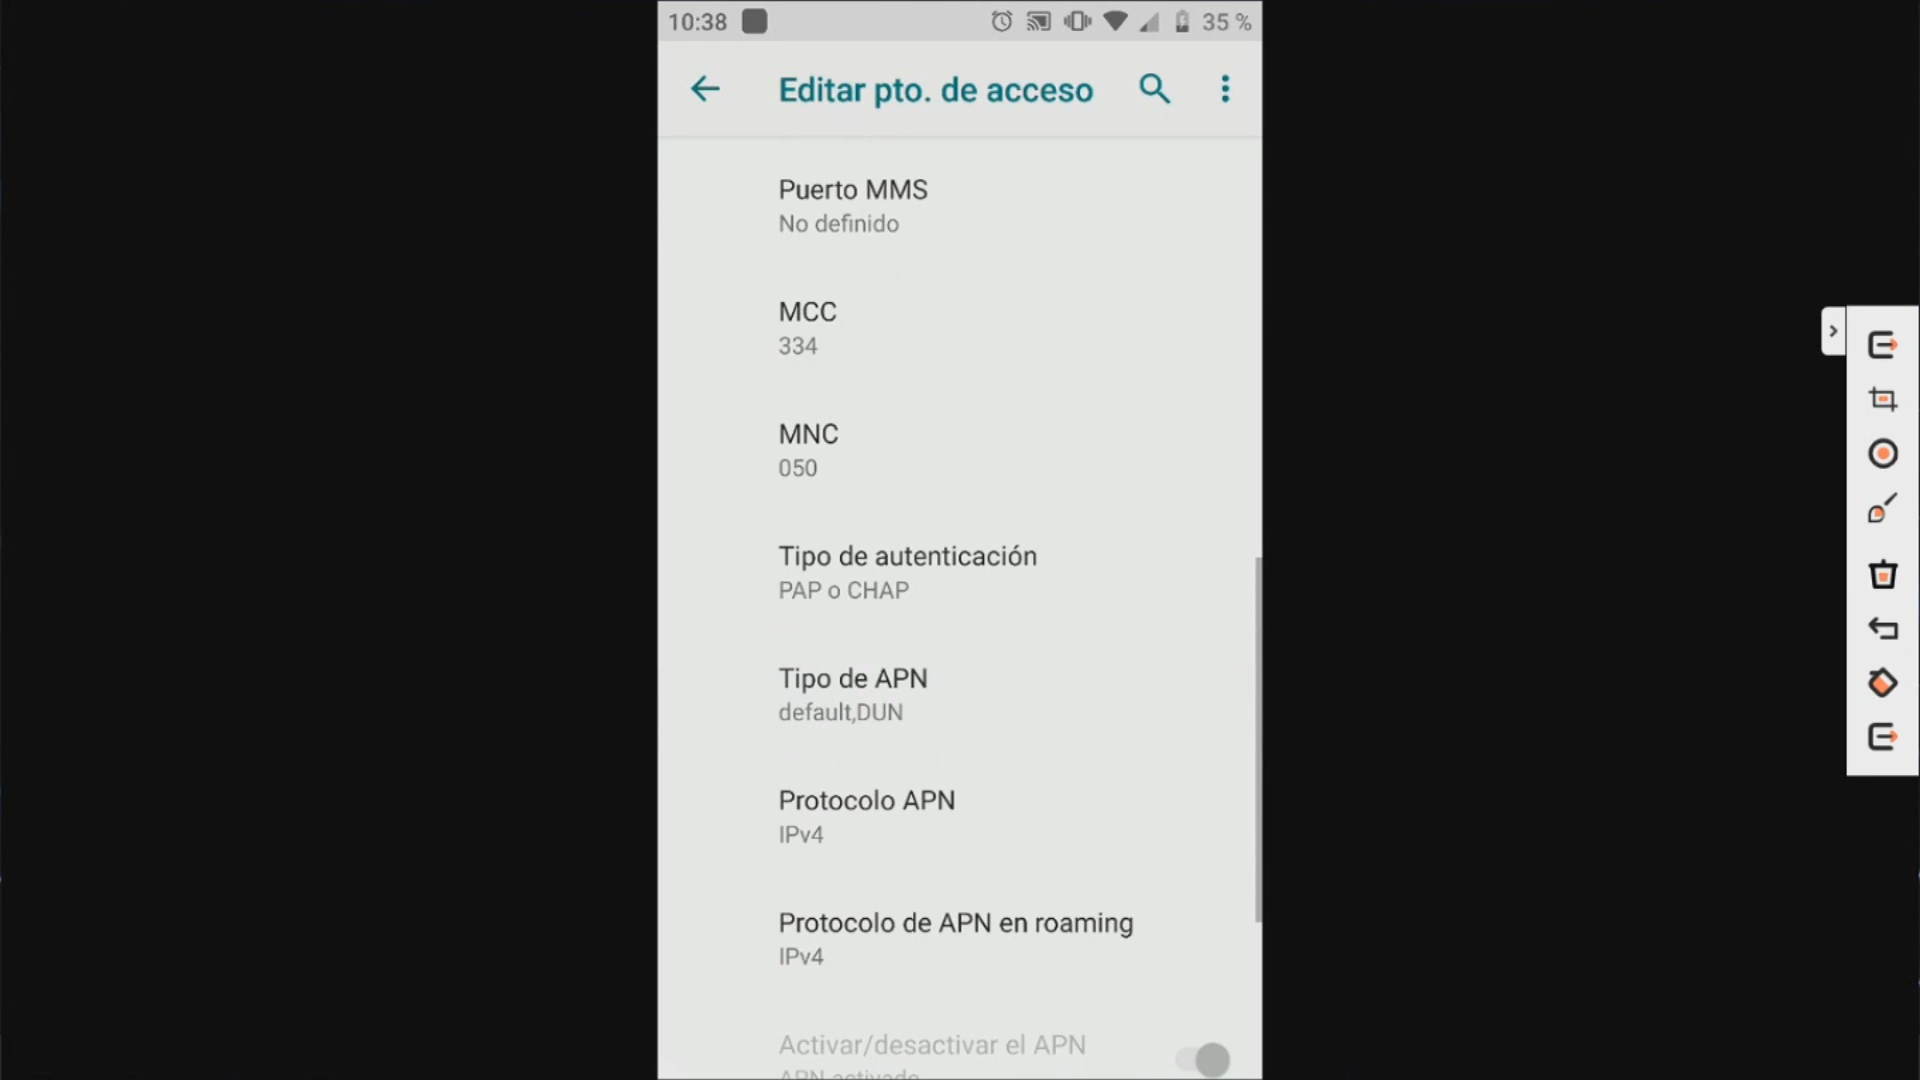 10:38
35 %
Editar pto. de acceso
Puerto MMS
No definido
MCC
334
MNC
050
Tipo de autenticación
PAP o CHAP
Tipo de APN
default,DUN
Protocolo APN
IPv4
Protocolo de APN en roaming
IPv4
Activar/desactivar el APN
APN activado